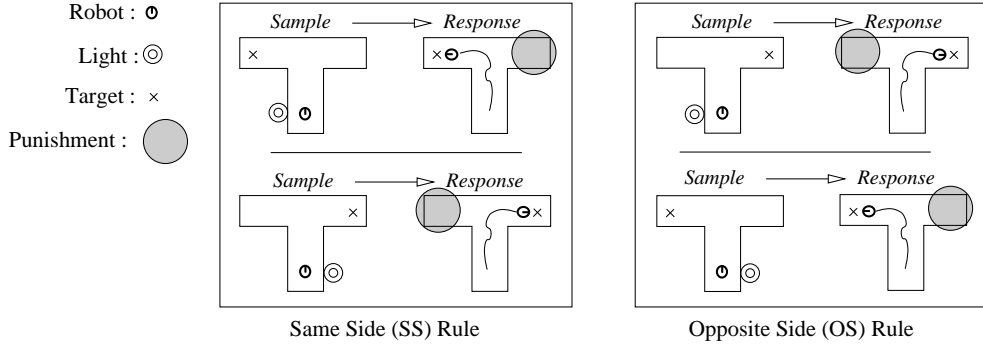 Robot :
Light :
Target : ×
Punishment :
Sample Response
Sample Response
Same Side (SS) Rule
Sample Response
Sample Response
Opposite Side (OS) Rule